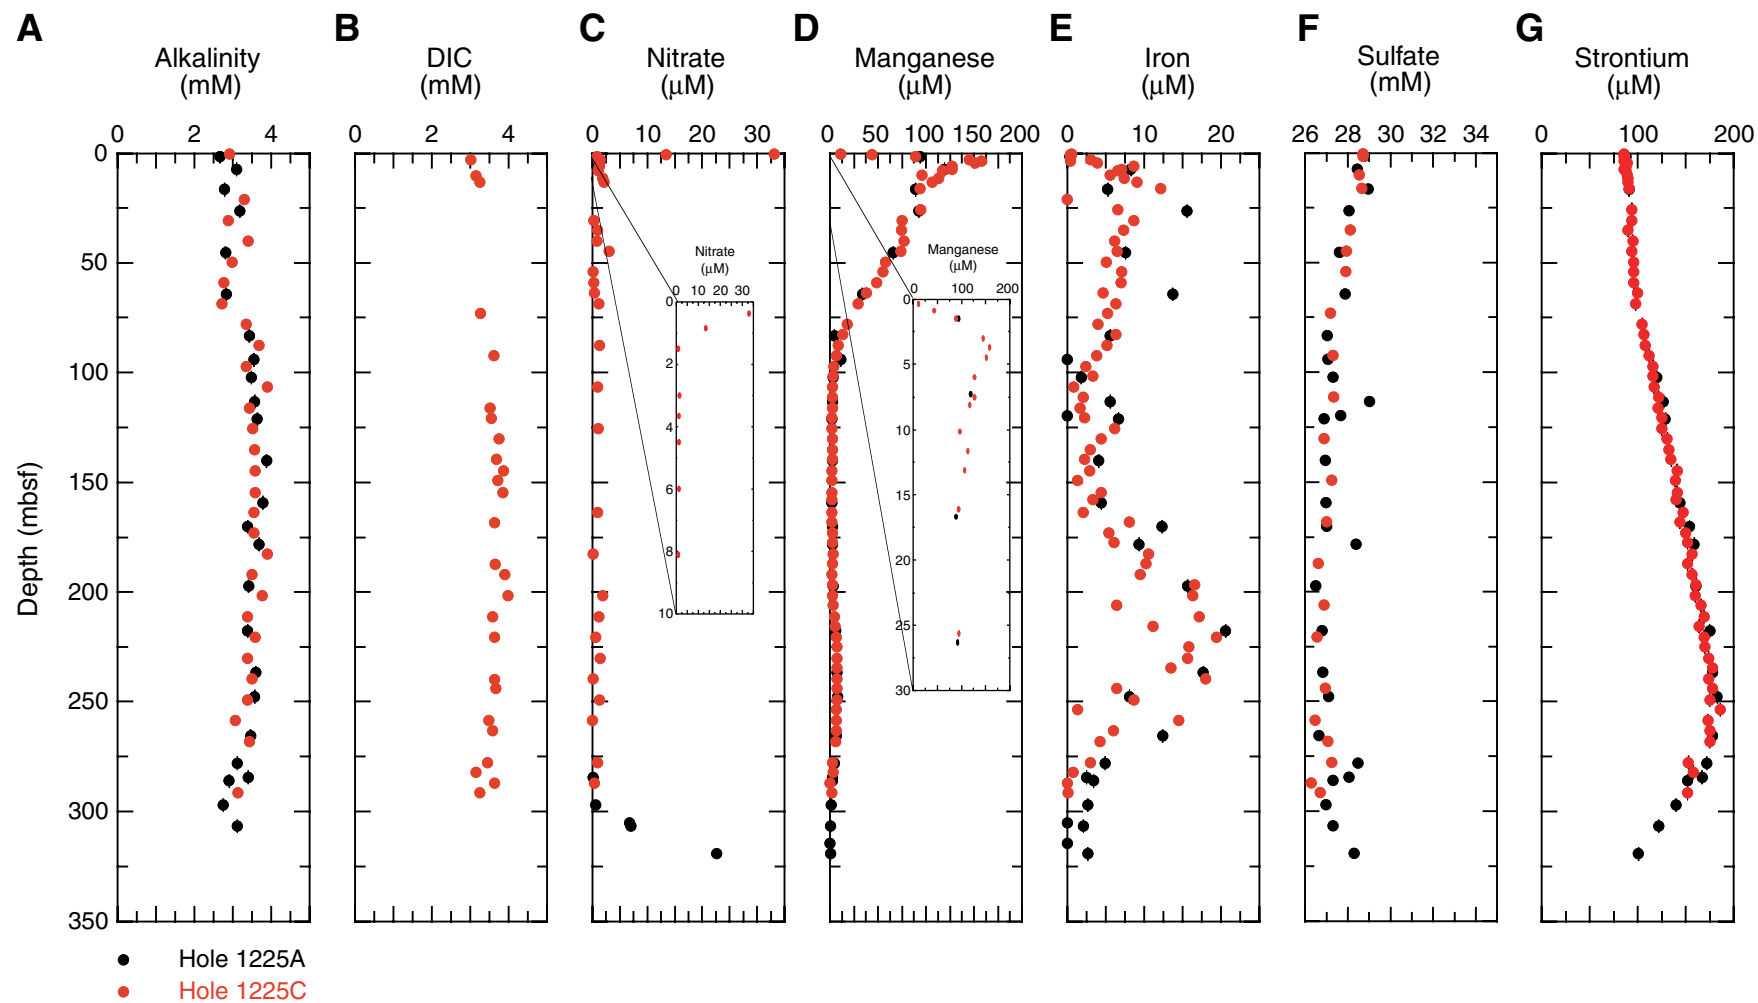 A B C D E F G
Alkalinity DIC Nitrate Manganese Iron Sulfate Strontium
(mM) (mM) (µM) (µM) (µM) (mM) (µM)
0 2 4 0 2 4 0 10 20 30 0 50 100 150 200 0 10 20 26 28 30 32 34 0 100 200
0
50
100
150
200
250
300
350
Depth (mbsf)
Nitrate
(µM)
0 10 20 30
0
2
4
6
8
10
Manganese
(µM)
0 100 200
0
5
10
15
20
25
30
Hole 1225A
Hole 1225C